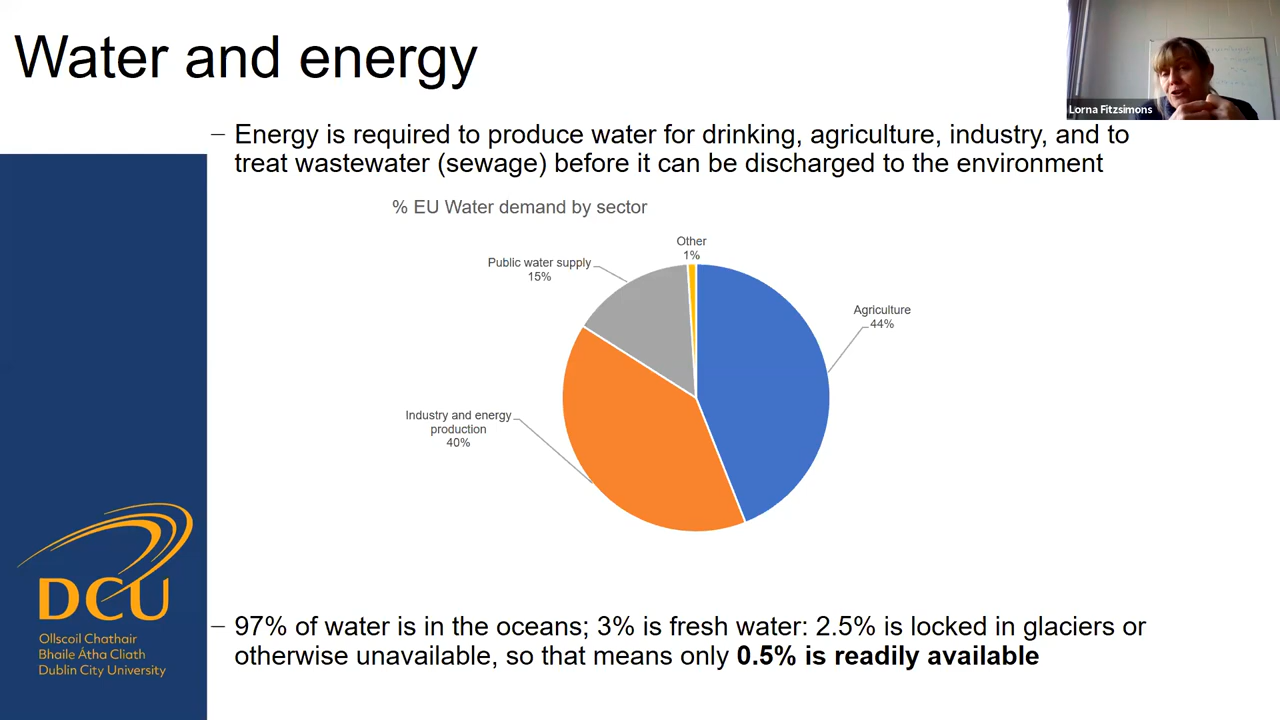 Water and energy
Lorna Fitzsimons
– Energy is required to produce water for drinking, agriculture, industry, and to
treat wastewater (sewage) before it can be discharged to the environment
% EU Water demand by sector
Other
1%
Public water supply
15%
Agriculture
44%
Industry and energy
production
40%
DCU
Ollscoil Chathair
Bhaile Átha Cliath
Dublin City University
– 97% of water is in the oceans; 3% is fresh water: 2.5% is locked in glaciers or
otherwise unavailable, so that means only 0.5% is readily available